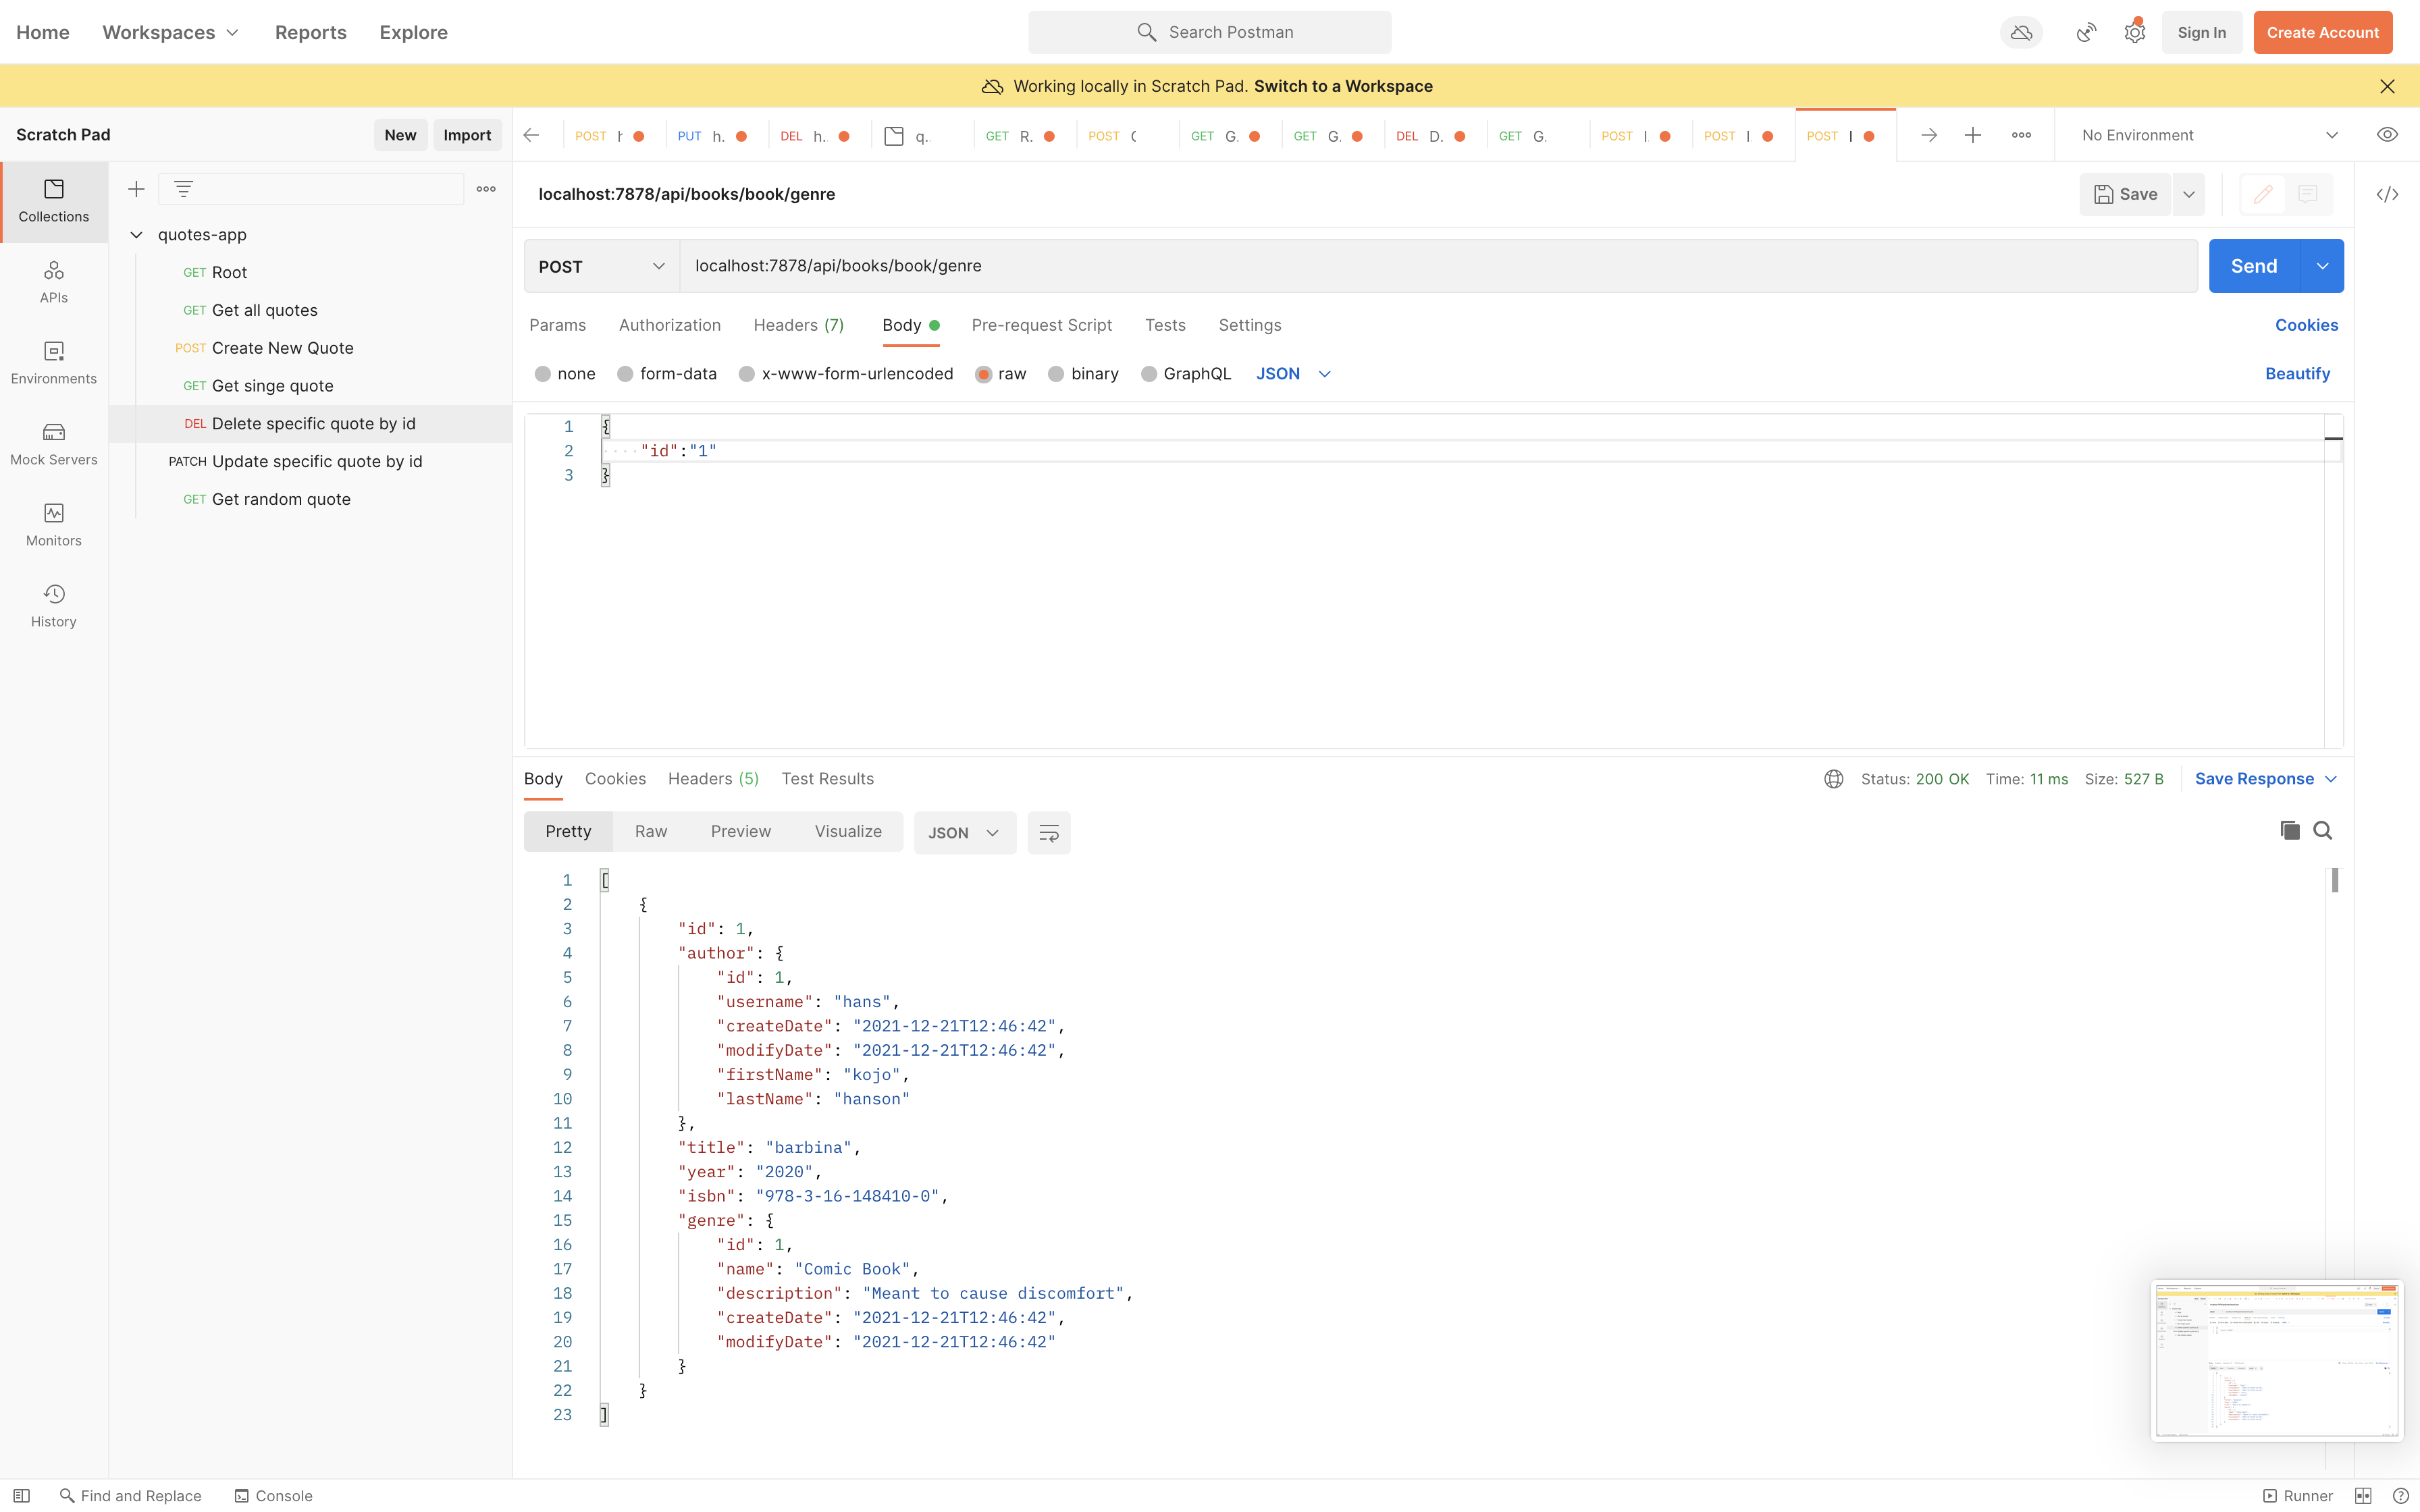 Home Workspaces Reports Explore Search Postman Sign In Create Account
Working locally in Scratch Pad. Switch to a Workspace
Scratch Pad New Import
POST PUT h. DEL h.. q.. GET R. POST GET G. GET G. DEL D. GET G. POST POST POST No Environment
Collections
APIs
Environments
Mock Servers
Monitors
History
quotes-app
GET Root
GET Get all quotes
POST Create New Quote
GET Get singe quote
DEL Delete specific quote by id
PATCH Update specific quote by id
GET Get random quote
localhost:7878/api/books/book/genre Save </>
POST localhost:7878/api/books/book/genre Send
Params Authorization Headers (7) Body Pre-request Script Tests Settings Cookies
none form-data x-www-form-urlencoded raw binary GraphQL JSON Beautify
1 {
2 "id":"1"
3 }
Body Cookies Headers (5) Test Results Status: 200 OK Time: 11 ms Size: 527 B Save Response
Pretty Raw Preview Visualize JSON
1 [
2 {
3 "id": 1,
4 "author": {
5 "id": 1,
6 "username": "hans",
7 "createDate": "2021-12-21T12:46:42",
8 "modifyDate": "2021-12-21T12:46:42",
9 "firstName": "kojo",
10 "lastName": "hanson"
11 },
12 "title": "barbina",
13 "year": "2020",
14 "isbn": "978-3-16-148410-0",
15 "genre": {
16 "id": 1,
17 "name": "Comic Book",
18 "description": "Meant to cause discomfort",
19 "createDate": "2021-12-21T12:46:42",
20 "modifyDate": "2021-12-21T12:46:42"
21 }
22 }
23 ]
Find and Replace Console Runner